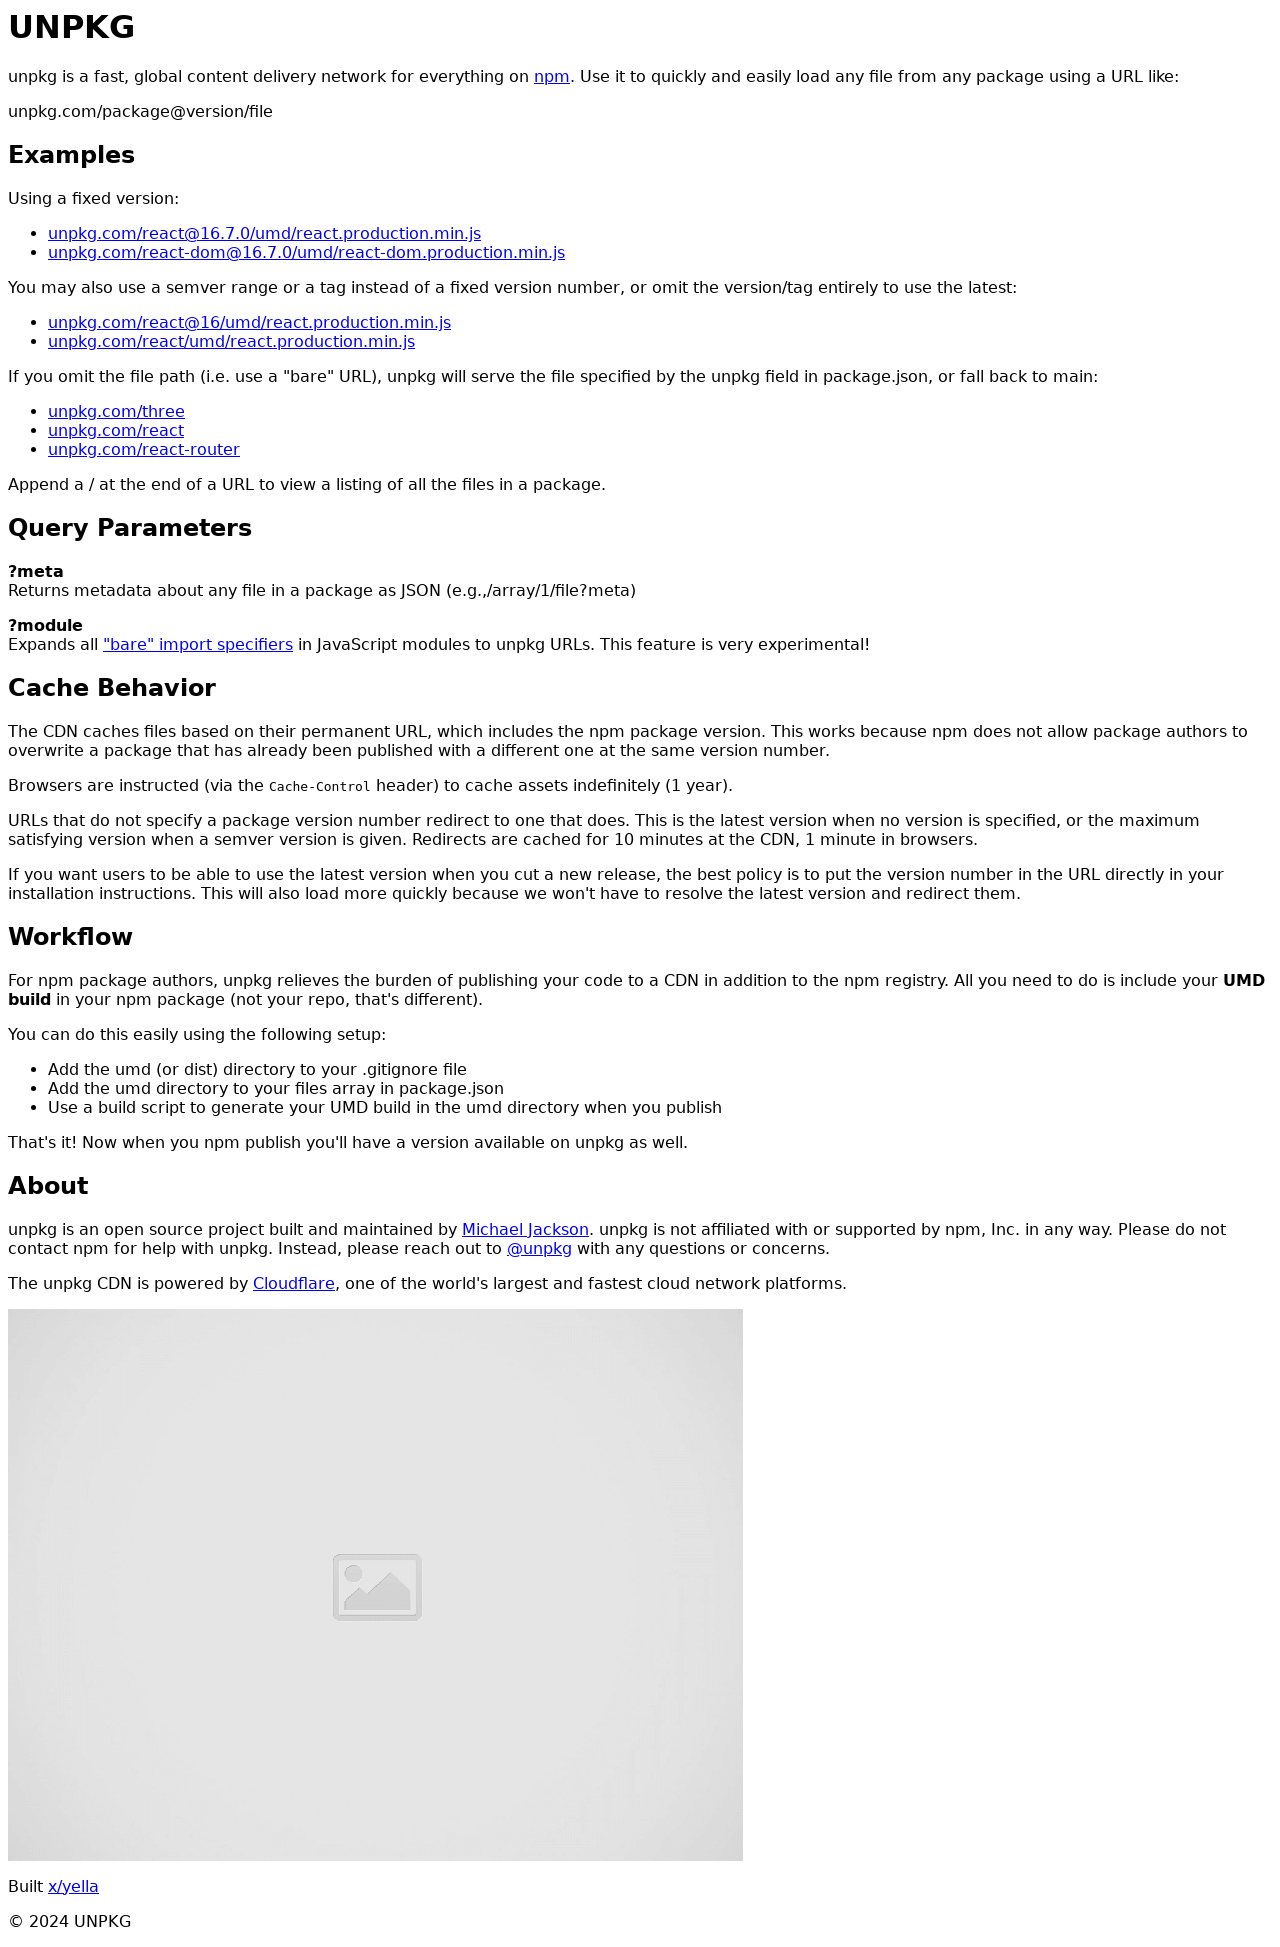 UNPKG
unpkg is a fast, global content delivery network for everything on npm. Use it to quickly and easily load any file from any package using a URL like:
unpkg.com/package@version/file
Examples
Using a fixed version:
• unpkg.com/react@16.7.0/umd/react.production.min.js
• unpkg.com/react-dom@16.7.0/umd/react-dom.production.min.js
You may also use a semver range or a tag instead of a fixed version number, or omit the version/tag entirely to use the latest:
• unpkg.com/react@16/umd/react.production.min.js
• unpkg.com/react/umd/react.production.min.js
If you omit the file path (i.e. use a "bare" URL), unpkg will serve the file specified by the unpkg field in package.json, or fall back to main:
• unpkg.com/three
• unpkg.com/react
• unpkg.com/react-router
Append a / at the end of a URL to view a listing of all the files in a package.
Query Parameters
?meta
Returns metadata about any file in a package as JSON (e.g.,/array/1/file?meta)
?module
Expands all "bare" import specifiers in JavaScript modules to unpkg URLs. This feature is very experimental!
Cache Behavior
The CDN caches files based on their permanent URL, which includes the npm package version. This works because npm does not allow package authors to
overwrite a package that has already been published with a different one at the same version number.
Browsers are instructed (via the Cache-Control header) to cache assets indefinitely (1 year).
URLs that do not specify a package version number redirect to one that does. This is the latest version when no version is specified, or the maximum
satisfying version when a semver version is given. Redirects are cached for 10 minutes at the CDN, 1 minute in browsers.
If you want users to be able to use the latest version when you cut a new release, the best policy is to put the version number in the URL directly in your
installation instructions. This will also load more quickly because we won't have to resolve the latest version and redirect them.
Workflow
For npm package authors, unpkg relieves the burden of publishing your code to a CDN in addition to the npm registry. All you need to do is include your UMD
build in your npm package (not your repo, that's different).
You can do this easily using the following setup:
• Add the umd (or dist) directory to your .gitignore file
• Add the umd directory to your files array in package.json
• Use a build script to generate your UMD build in the umd directory when you publish
That's it! Now when you npm publish you'll have a version available on unpkg as well.
About
unpkg is an open source project built and maintained by Michael Jackson. unpkg is not affiliated with or supported by npm, Inc. in any way. Please do not
contact npm for help with unpkg. Instead, please reach out to @unpkg with any questions or concerns.
The unpkg CDN is powered by Cloudflare, one of the world's largest and fastest cloud network platforms.
Built x/yella
© 2024 UNPKG